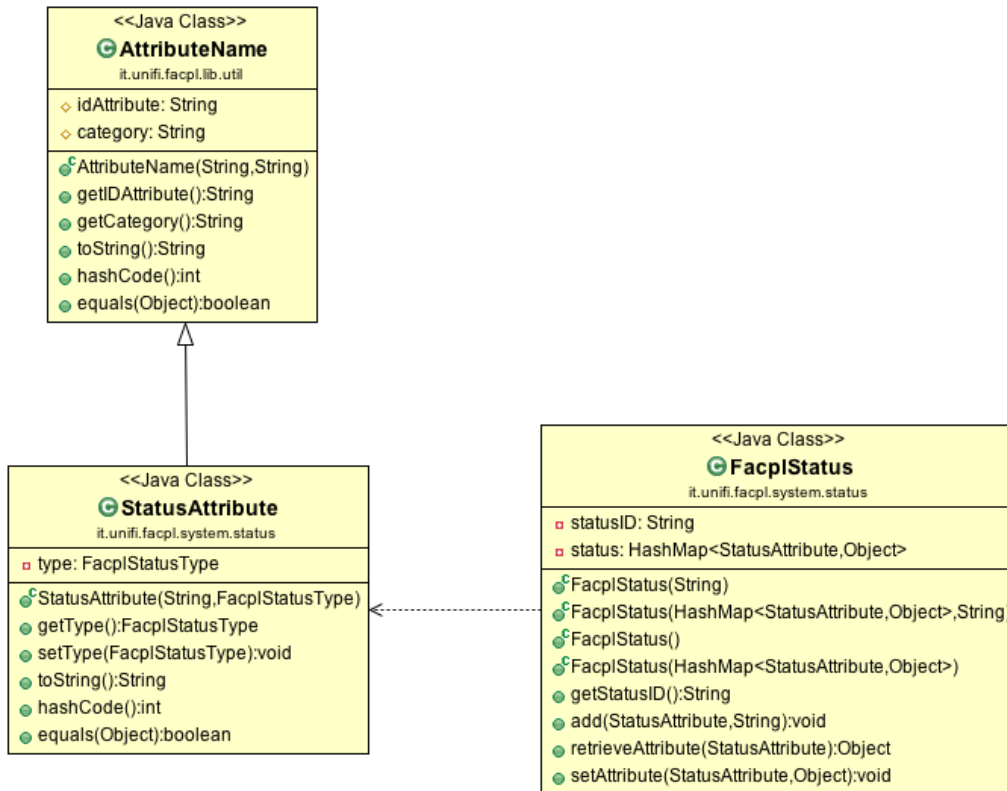 <<Java Class>>
AttributeName
it.unifi.facpl.lib.util
idAttribute: String
category: String
AttributeName(String,String)
getIDAttribute():String
getCategory():String
toString():String
hashCode():int
equals(Object):boolean
<<Java Class>>
StatusAttribute
it.unifi.facpl.system.status
type: FacplStatusType
StatusAttribute(String,FacplStatusType)
getType():FacplStatusType
setType(FacplStatusType):void
toString():String
hashCode():int
equals(Object):boolean
<<Java Class>>
FacplStatus
it.unifi.facpl.system.status
statusID: String
status: HashMap<StatusAttribute,Object>
FacplStatus(String)
FacplStatus(HashMap<StatusAttribute,Object>,String)
FacplStatus()
FacplStatus(HashMap<StatusAttribute,Object>)
getStatusID():String
add(StatusAttribute,String):void
retrieveAttribute(StatusAttribute):Object
setAttribute(StatusAttribute,Object):void